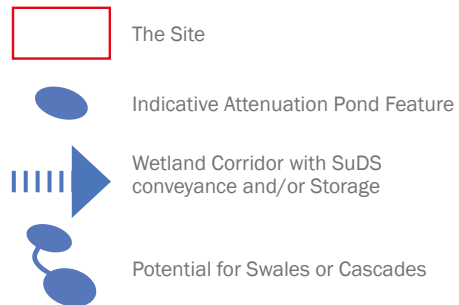 The Site
Indicative Attenuation Pond Feature
Wetland Corridor with SuDS
conveyance and/or Storage
Potential for Swales or Cascades